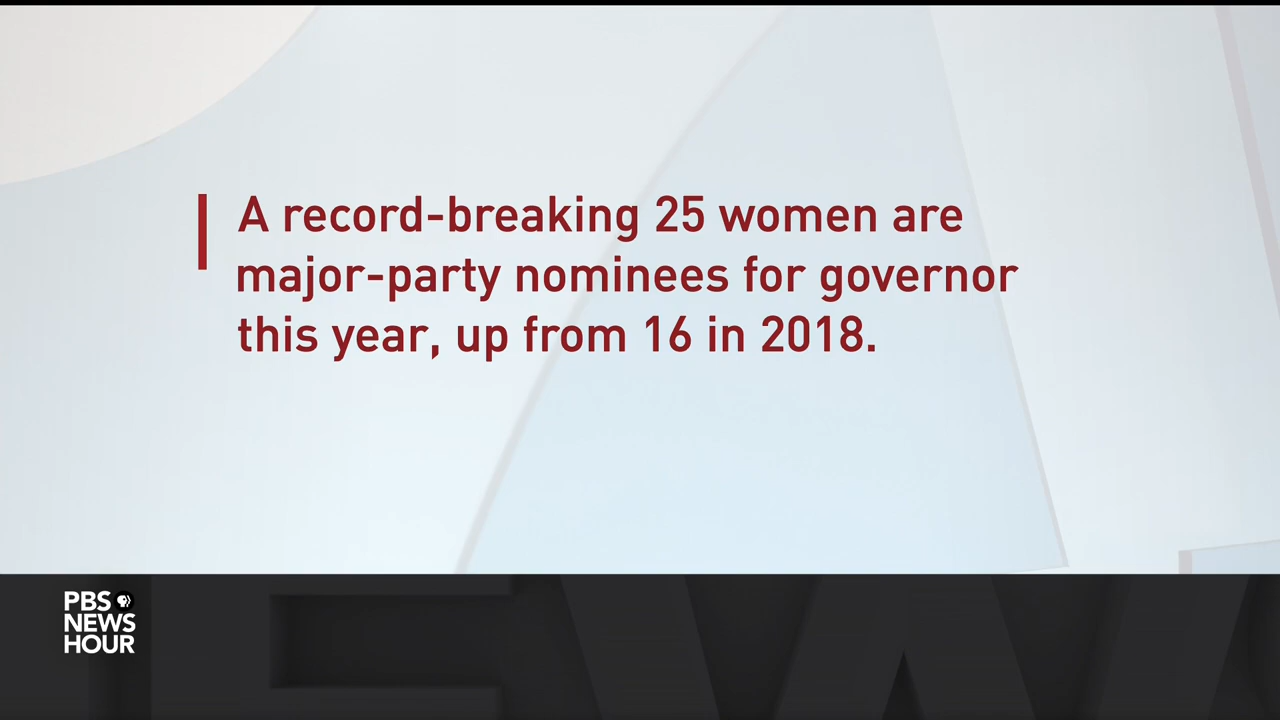 A record-breaking 25 women are
major-party nominees for governor
this year, up from 16 in 2018.
PBS
NEWS
HOUR